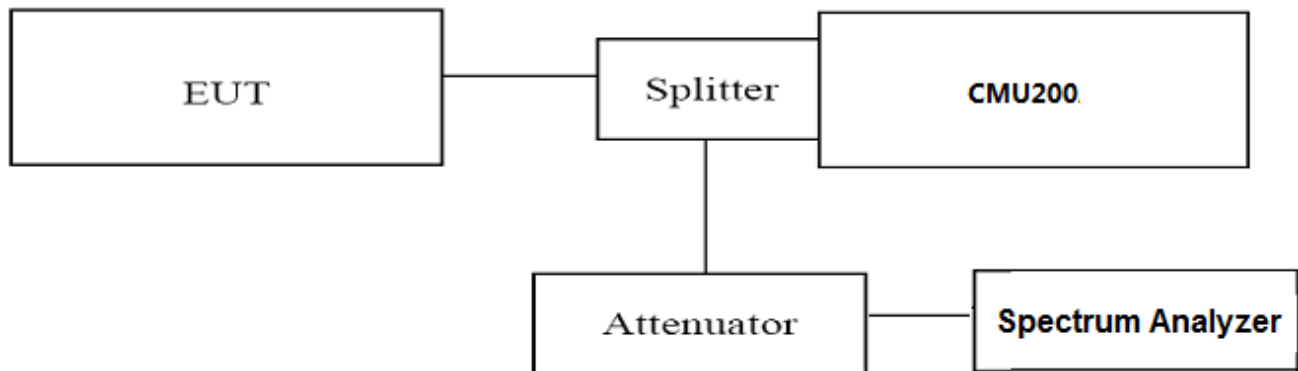 EUT
Splitter
CMU200.
Attenuator
Spectrum Analyzer